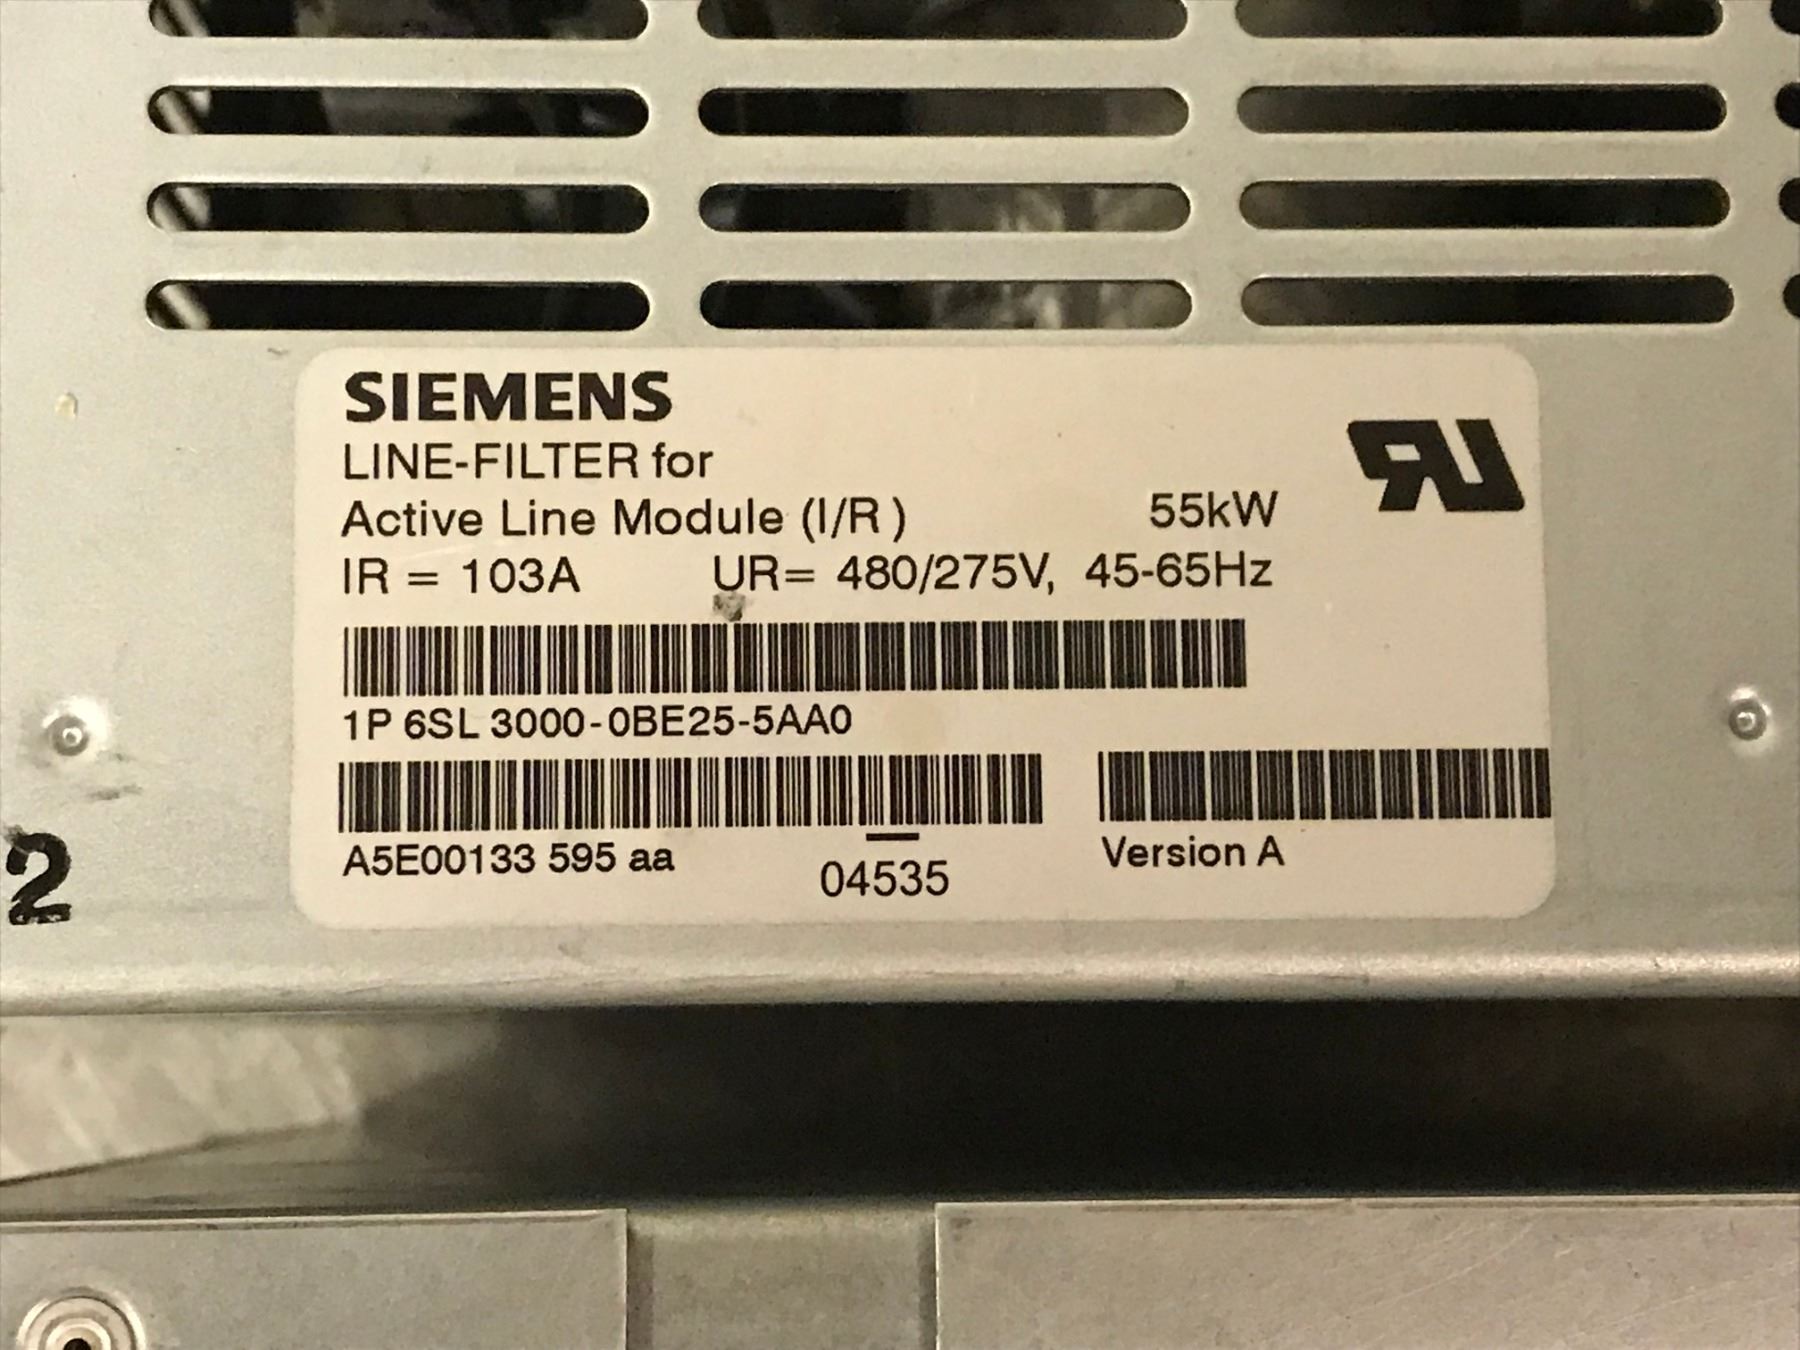 SIEMENS
LINE-FILTER for
Active Line Module (I/R) 55kW
IR = 103A UR= 480/275V, 45-65Hz
1P 6SL 3000-0BE25-5AA0
A5E00133 595 aa 04535 Version A
2